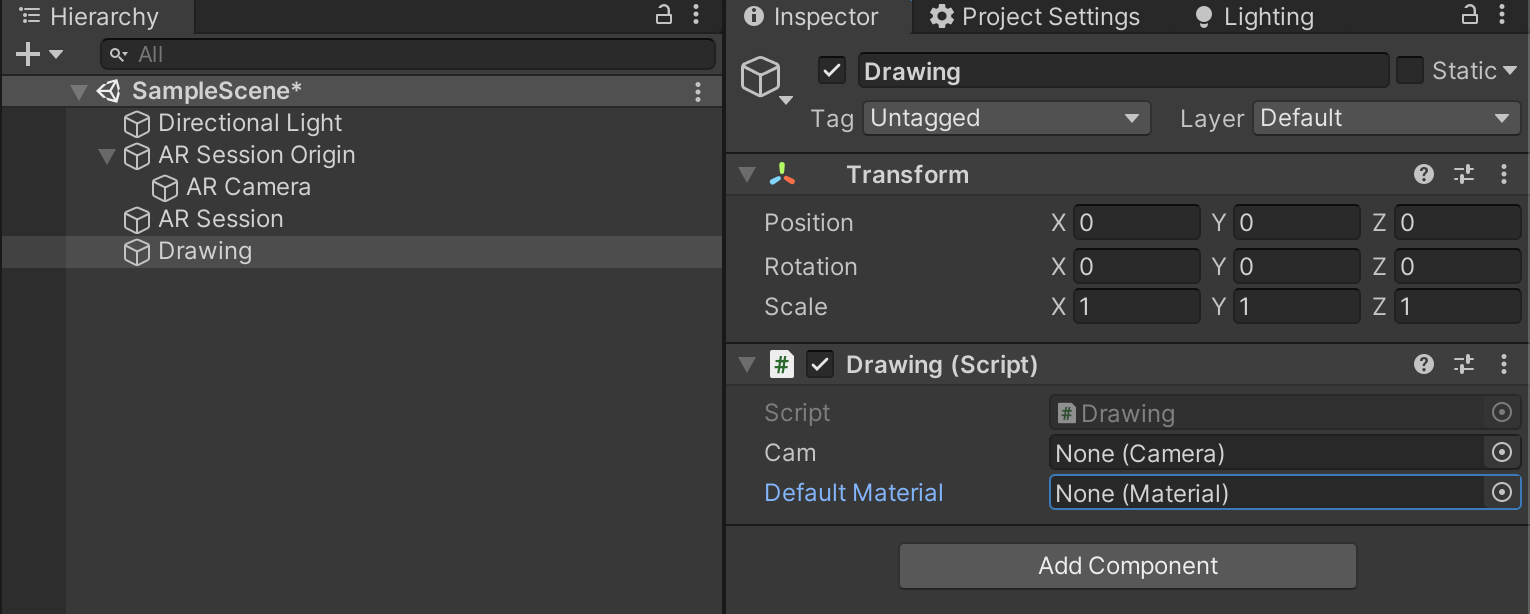 Hierarchy
All
SampleScene*
Directional Light
AR Session Origin
AR Camera
AR Session
Drawing
Inspector Project Settings Lighting
Drawing Static
Tag Untagged Layer Default
Transform
Position X 0 Y 0 Z 0
Rotation X 0 Y 0 Z 0
Scale X 1 Y 1 Z 1
# Drawing (Script)
Script # Drawing
Cam None (Camera)
Default Material None (Material)
Add Component